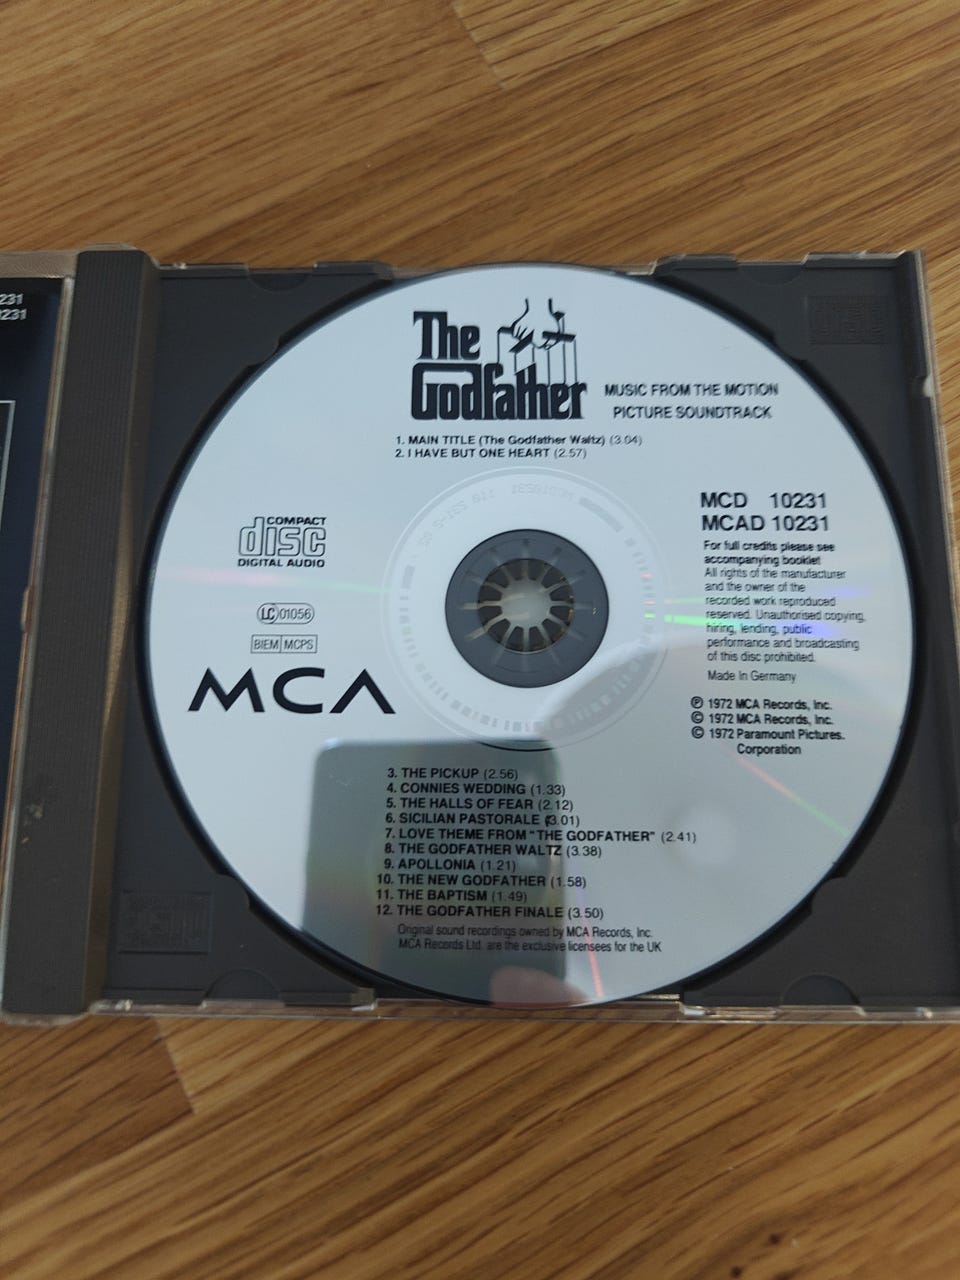 231
231
The
Godfather
MUSIC FROM THE MOTION
PICTURE SOUNDTRACK
1. MAIN TITLE (The Godfather Waltz) (3.04)
2. I HAVE BUT ONE HEART (2.57)
COMPACT
disc
DIGITAL AUDIO
LC 01056
BIEM MCPS
MCA
MCD 10231
MCAD 10231
For full credits please see
accompanying booklet
All rights of the manufacturer
and the owner of the
recorded work reproduced
reserved. Unauthorised copying,
hiring, lending, public
performance and broadcasting
of this disc prohibited.
Made In Germany
℗ 1972 MCA Records, Inc.
© 1972 MCA Records, Inc.
© 1972 Paramount Pictures.
Corporation
3. THE PICKUP (2.56)
4. CONNIES WEDDING (1.33)
5. THE HALLS OF FEAR (2.12)
6. SICILIAN PASTORALE (3.01)
7. LOVE THEME FROM "THE GODFATHER" (2.41)
8. THE GODFATHER WALTZ (3.38)
9. APOLLONIA (1.21)
10. THE NEW GODFATHER (1.58)
11. THE BAPTISM (1.49)
12. THE GODFATHER FINALE (3.50)
Original sound recordings owned by MCA Records, Inc.
MCA Records Ltd. are the exclusive licensees for the UK